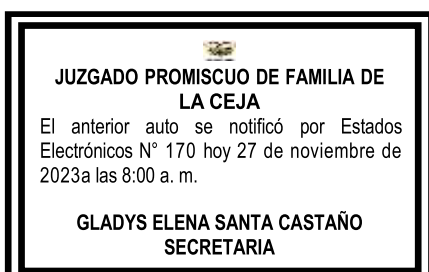 JUZGADO PROMISCUO DE FAMILIA DE
LA CEJA
El anterior auto se notificó por Estados
Electrónicos N° 170 hoy 27 de noviembre de
2023a las 8:00 a. m.
GLADYS ELENA SANTA CASTAÑO
SECRETARIA